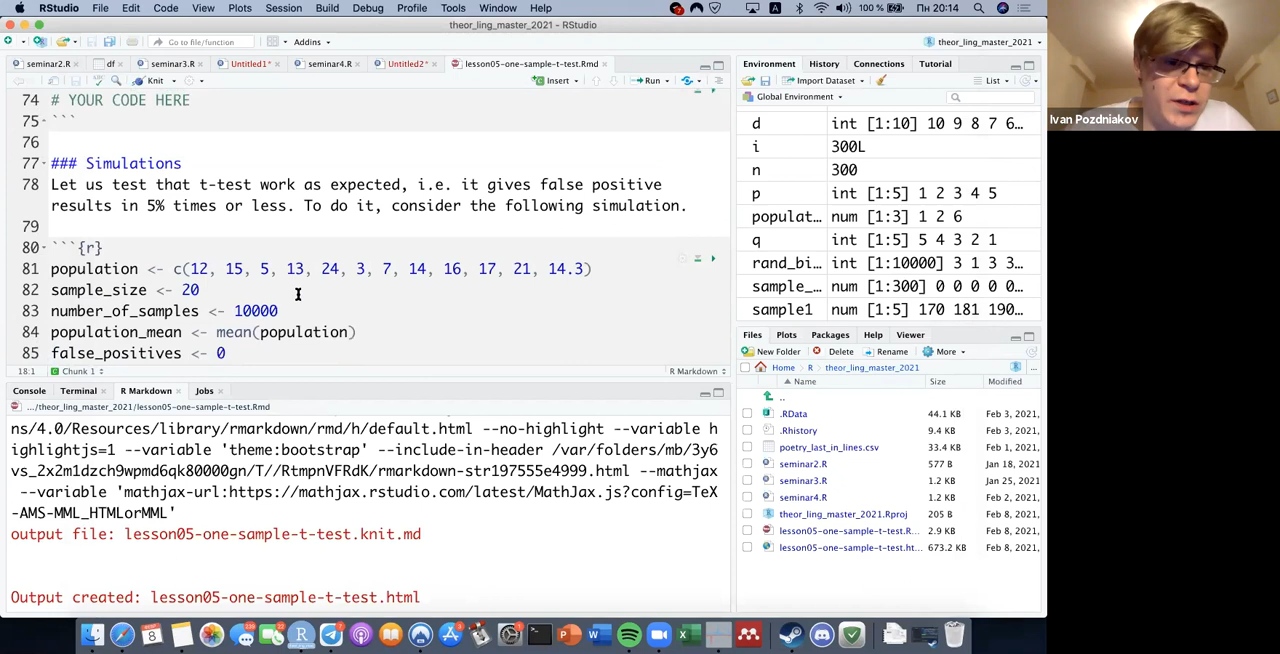 RStudio File Edit Code View Plots Session Build Debug Profile Tools Window Help 100 % Пн 20:14
theor_ling_master_2021 - RStudio
Go to file/function Addins theor_ling_master_2021
seminar2.R df seminar3.R Untitled1* seminar4.R Untitled2* lesson05-one-sample-t-test.Rmd
Knit Insert Run
74 # YOUR CODE HERE
75 ```
76
77 ### Simulations
78 Let us test that t-test work as expected, i.e. it gives false positive
results in 5% times or less. To do it, consider the following simulation.
79
80 ```{r}
81 population <- c(12, 15, 5, 13, 24, 3, 7, 14, 16, 17, 21, 14.3)
82 sample_size <- 20
83 number_of_samples <- 10000
84 population_mean <- mean(population)
85 false_positives <- 0
18:1 Chunk 1 R Markdown
Console Terminal R Markdown Jobs
.../theor_ling_master_2021/lesson05-one-sample-t-test.Rmd
ns/4.0/Resources/library/rmarkdown/rmd/h/default.html --no-highlight --variable h
ighlightjs=1 --variable 'theme:bootstrap' --include-in-header /var/folders/mb/3y6
vs_2x2m1dzch9wpmd6qk80000gn/T//RtmpnVFRdK/rmarkdown-str197555e4999.html --mathjax
--variable 'mathjax-url:https://mathjax.rstudio.com/latest/MathJax.js?config=TeX
-AMS-MML_HTMLorMML'
output file: lesson05-one-sample-t-test.knit.md
Output created: lesson05-one-sample-t-test.html
Environment History Connections Tutorial
Import Dataset List
Global Environment
d int [1:10] 10 9 8 7 6…
i 300L
n 300
p int [1:5] 1 2 3 4 5
populat… num [1:3] 1 2 6
q int [1:5] 5 4 3 2 1
rand_bi… int [1:10000] 3 1 3 3…
sample_… int [1:300] 0 0 0 0 0…
sample1 num [1:5] 170 181 190…
Files Plots Packages Help Viewer
New Folder Delete Rename More
Home R theor_ling_master_2021 ...
Name Size Modified
..
.RData 44.1 KB Feb 3, 2021,
.Rhistory 9.4 KB Feb 3, 2021,
poetry_last_in_lines.csv 33.4 KB Feb 1, 2021,
seminar2.R 577 B Jan 18, 2021,
seminar3.R 1.2 KB Jan 25, 2021,
seminar4.R 1.2 KB Feb 2, 2021,
theor_ling_master_2021.Rproj 205 B Feb 8, 2021,
lesson05-one-sample-t-test.R... 2.9 KB Feb 8, 2021,
lesson05-one-sample-t-test.ht... 673.2 KB Feb 8, 2021,
Ivan Pozdniakov